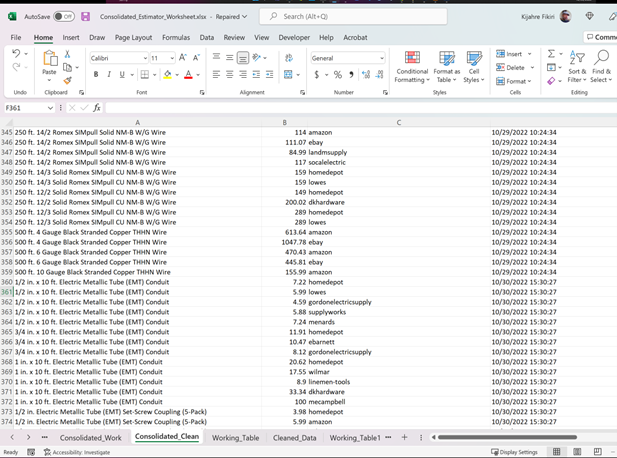 AutoSave Off Consolidated_Estimator_Worksheet.xlsx - Repaired Search (Alt+Q) Kijahre Fikiri
File Home Insert Draw Page Layout Formulas Data Review View Developer Help Acrobat Comme
Calibri 11 General Insert
Paste Conditional Formatting Format as Table Cell Styles Delete Sort & Filter Find & Select
Format
Undo Clipboard Font Alignment Number Styles Cells Editing
F361 fx
A B C
345 250 ft. 14/2 Romex SIMpull Solid NM-B W/G Wire 114 amazon 10/29/2022 10:24:34
346 250 ft. 14/2 Romex SIMpull Solid NM-B W/G Wire 111.07 ebay 10/29/2022 10:24:34
347 250 ft. 14/2 Romex SIMpull Solid NM-B W/G Wire 84.99 landmsupply 10/29/2022 10:24:34
348 250 ft. 14/2 Romex SIMpull Solid NM-B W/G Wire 117 socalelectric 10/29/2022 10:24:34
349 250 ft. 14/3 Solid Romex SIMpull CU NM-B W/G Wire 159 homedepot 10/29/2022 10:24:34
350 250 ft. 14/3 Solid Romex SIMpull CU NM-B W/G Wire 159 lowes 10/29/2022 10:24:34
351 250 ft. 12/2 Solid Romex SIMpull CU NM-B W/G Wire 149 homedepot 10/29/2022 10:24:34
352 250 ft. 12/2 Solid Romex SIMpull CU NM-B W/G Wire 200.02 dkhardware 10/29/2022 10:24:34
353 250 ft. 12/3 Solid Romex SIMpull CU NM-B W/G Wire 289 homedepot 10/29/2022 10:24:34
354 250 ft. 12/3 Solid Romex SIMpull CU NM-B W/G Wire 289 lowes 10/29/2022 10:24:34
355 500 ft. 4 Gauge Black Stranded Copper THHN Wire 613.64 amazon 10/29/2022 10:24:34
356 500 ft. 4 Gauge Black Stranded Copper THHN Wire 1047.78 ebay 10/29/2022 10:24:34
357 500 ft. 6 Gauge Black Stranded Copper THHN Wire 470.43 amazon 10/29/2022 10:24:34
358 500 ft. 6 Gauge Black Stranded Copper THHN Wire 445.81 ebay 10/29/2022 10:24:34
359 500 ft. 10 Gauge Black Stranded Copper THHN Wire 155.99 amazon 10/29/2022 10:24:34
360 1/2 in. x 10 ft. Electric Metallic Tube (EMT) Conduit 7.22 homedepot 10/30/2022 15:30:27
361 1/2 in. x 10 ft. Electric Metallic Tube (EMT) Conduit 5.99 lowes 10/30/2022 15:30:27
362 1/2 in. x 10 ft. Electric Metallic Tube (EMT) Conduit 4.59 gordonelectricsupply 10/30/2022 15:30:27
363 1/2 in. x 10 ft. Electric Metallic Tube (EMT) Conduit 5.88 supplyworks 10/30/2022 15:30:27
364 1/2 in. x 10 ft. Electric Metallic Tube (EMT) Conduit 7.24 menards 10/30/2022 15:30:27
365 3/4 in. x 10 ft. Electric Metallic Tube (EMT) Conduit 11.91 homedepot 10/30/2022 15:30:27
366 3/4 in. x 10 ft. Electric Metallic Tube (EMT) Conduit 10.47 ebarnett 10/30/2022 15:30:27
367 3/4 in. x 10 ft. Electric Metallic Tube (EMT) Conduit 8.12 gordonelectricsupply 10/30/2022 15:30:27
368 1 in. x 10 ft. Electric Metallic Tube (EMT) Conduit 20.62 homedepot 10/30/2022 15:30:27
369 1 in. x 10 ft. Electric Metallic Tube (EMT) Conduit 17.55 wilmar 10/30/2022 15:30:27
370 1 in. x 10 ft. Electric Metallic Tube (EMT) Conduit 8.9 linemen-tools 10/30/2022 15:30:27
371 1 in. x 10 ft. Electric Metallic Tube (EMT) Conduit 33.34 dkhardware 10/30/2022 15:30:27
372 1 in. x 10 ft. Electric Metallic Tube (EMT) Conduit 100 mecampbell 10/30/2022 15:30:27
373 1/2 in. Electric Metallic Tube (EMT) Set-Screw Coupling (5-Pack) 3.98 homedepot 10/30/2022 15:30:27
374 1/2 in. Electric Metallic Tube (EMT) Set-Screw Coupling (5-Pack) 5.99 amazon 10/30/2022 15:30:27
Consolidated_Work Consolidated_Clean Working_Table Cleaned_Data Working_Table1
Ready Accessibility: Investigate Display Settings